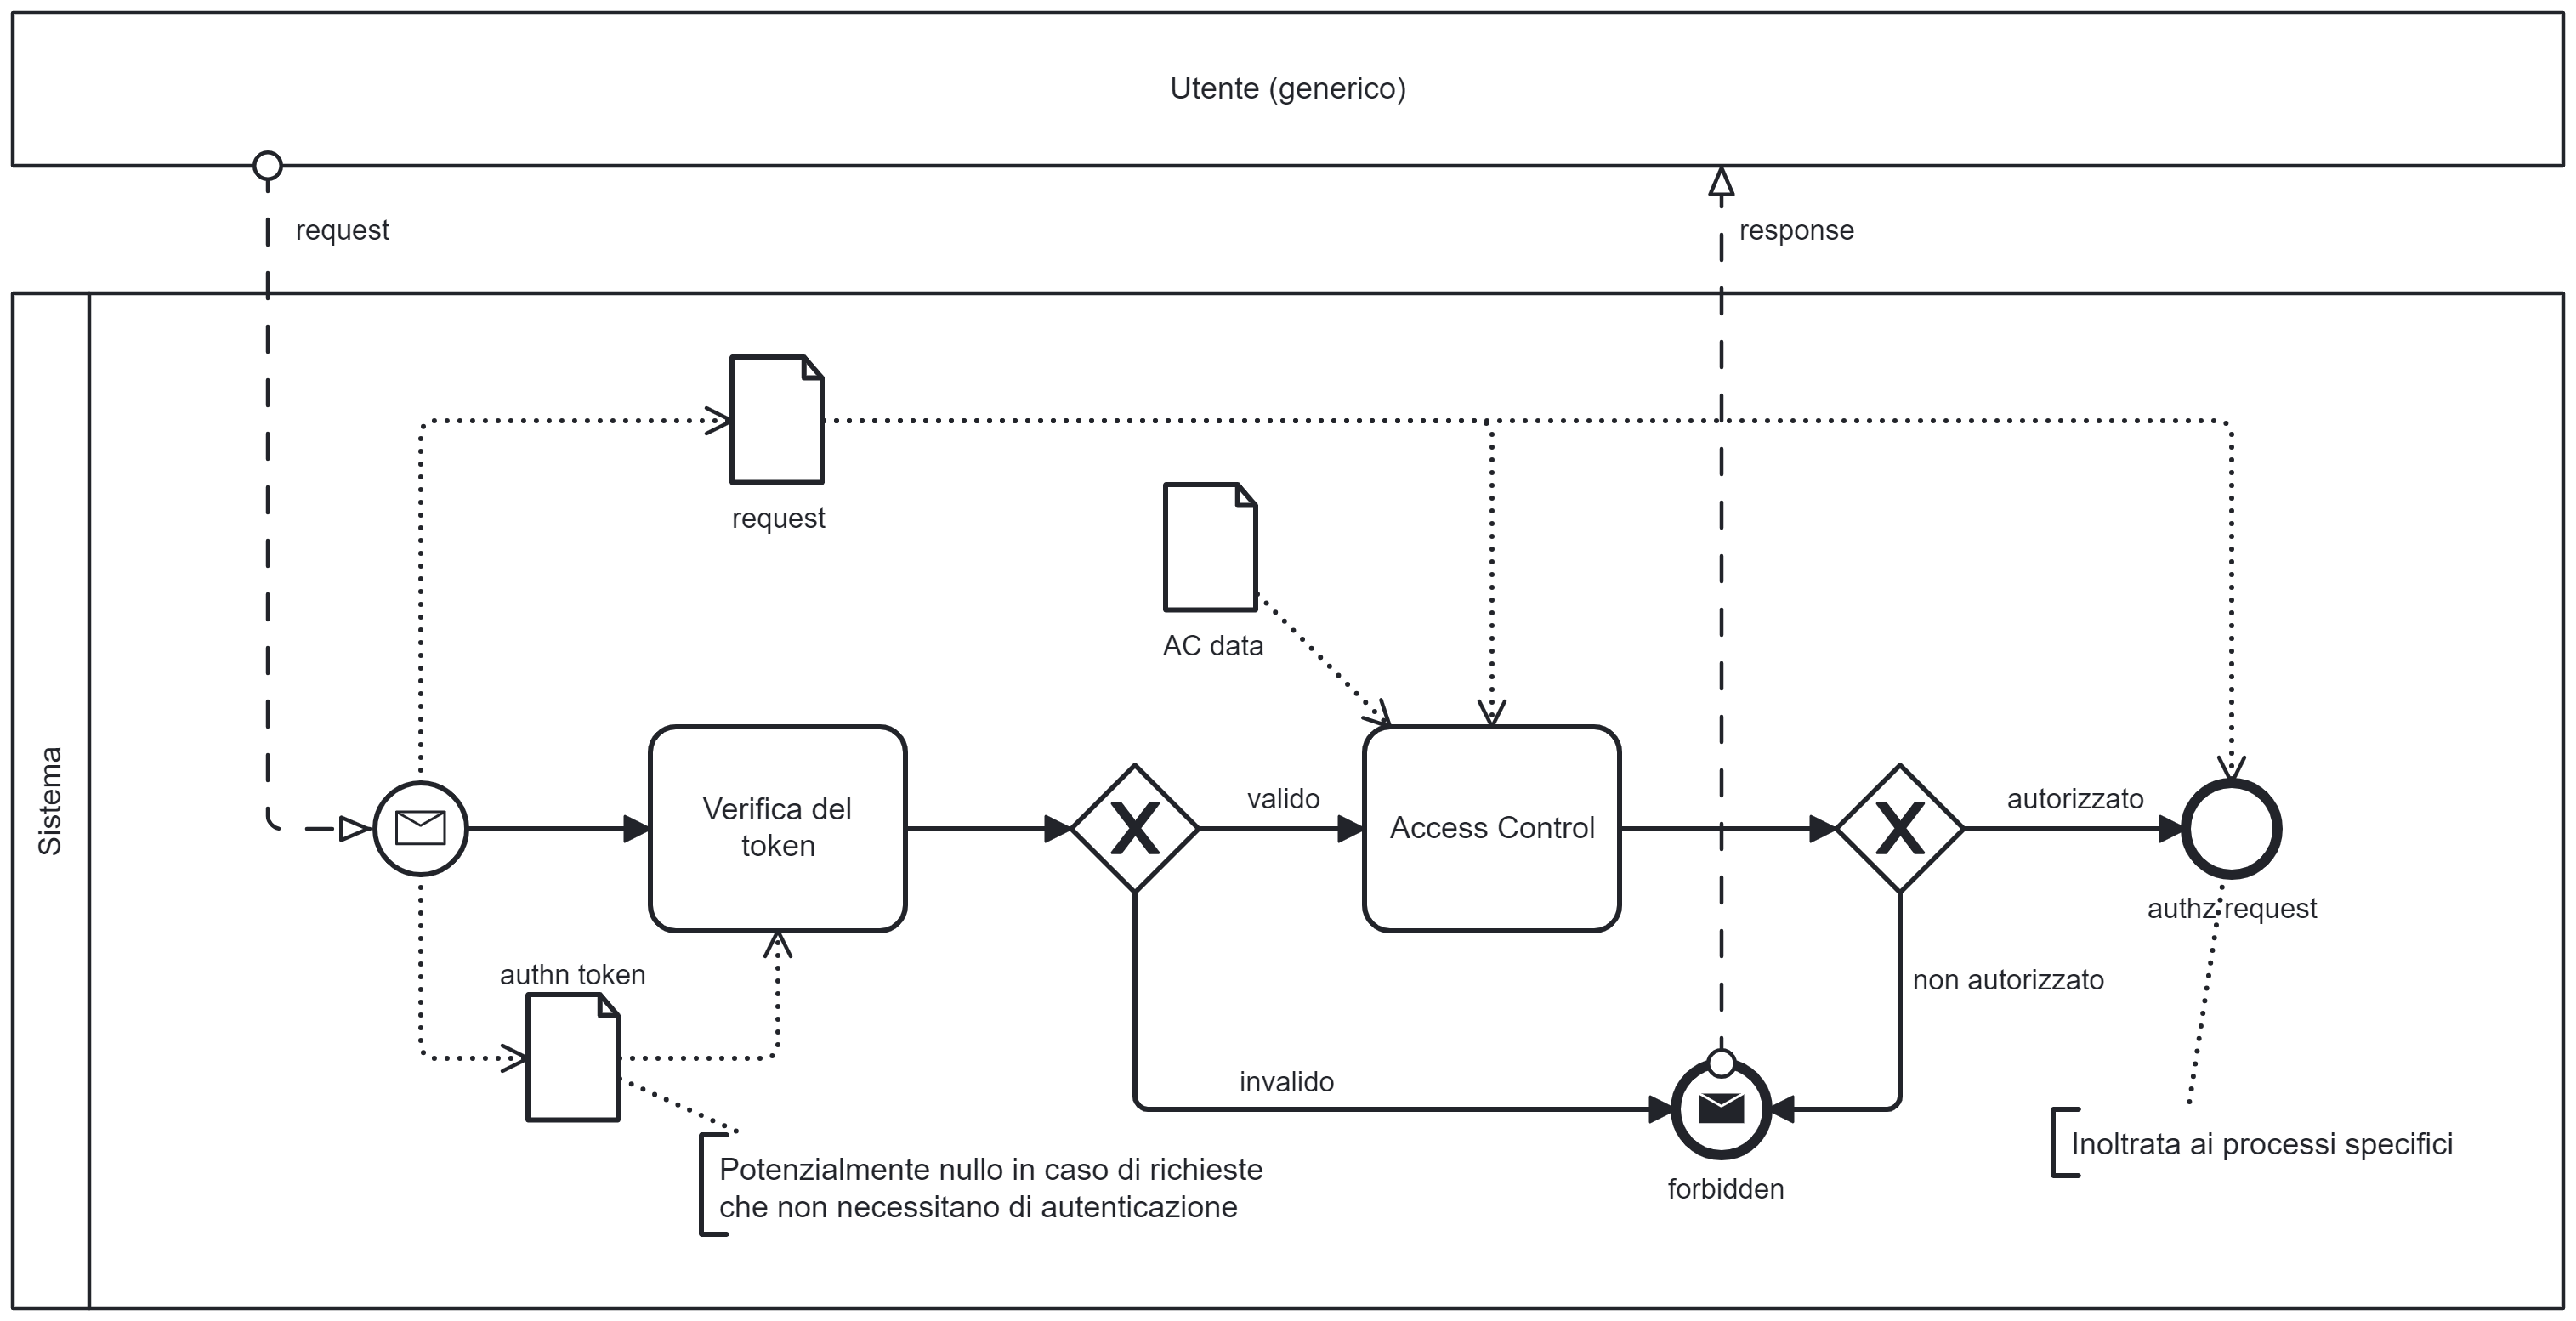 Utente (generico)
request
response
request
AC data
Sistema
Verifica del
token
valido
Access Control
autorizzato
authz request
authn token
non autorizzato
invalido
Inoltrata ai processi specifici
Potenzialmente nullo in caso di richieste
che non necessitano di autenticazione
forbidden